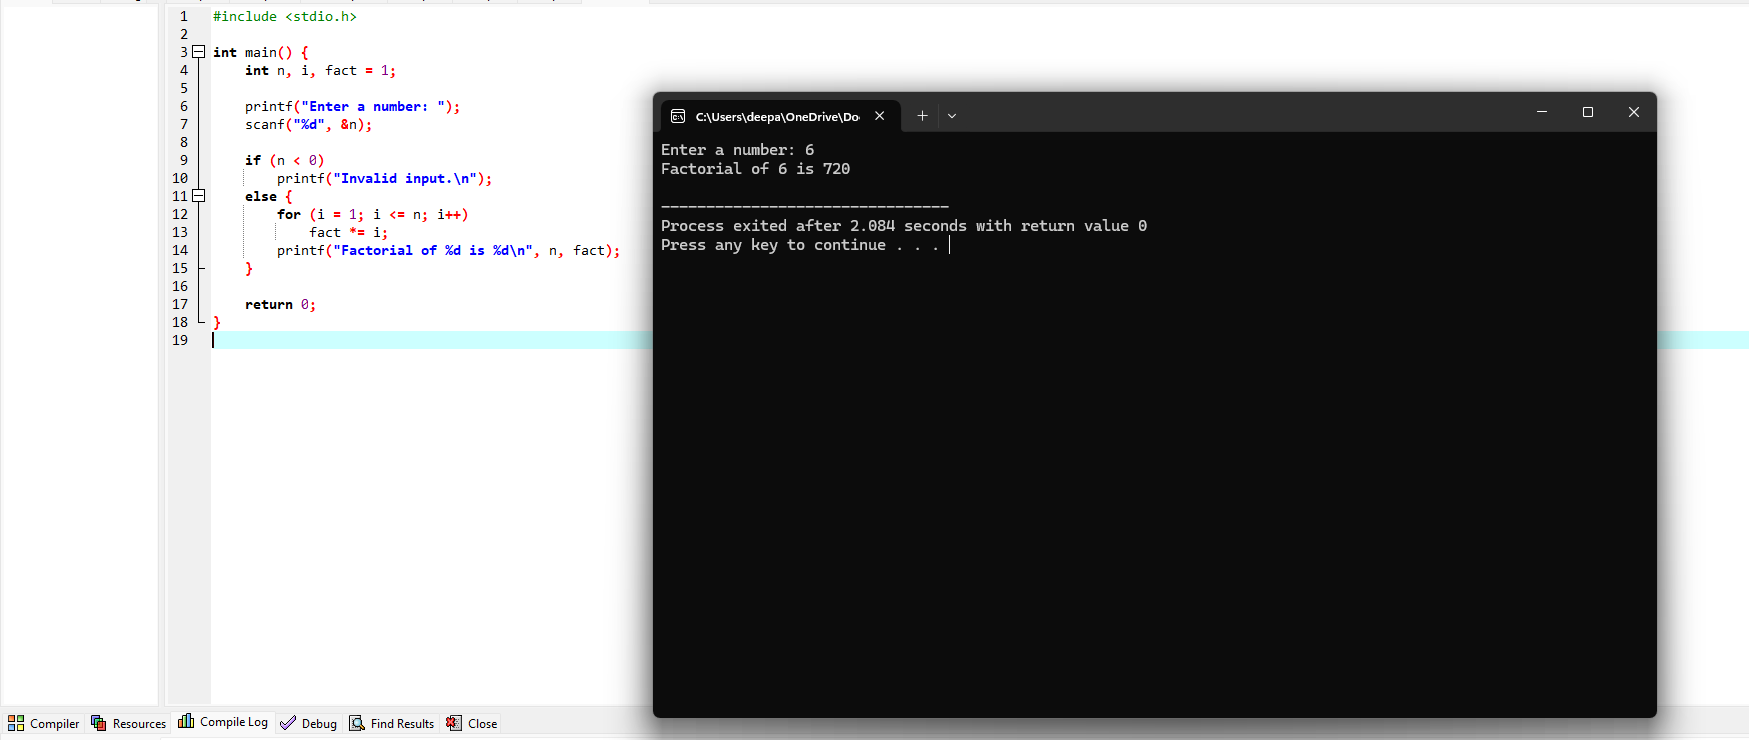 1 #include <stdio.h>
2
3 int main() {
4     int n, i, fact = 1;
5
6     printf("Enter a number: ");
7     scanf("%d", &n);
8
9     if (n < 0)
10         printf("Invalid input.\n");
11     else {
12         for (i = 1; i <= n; i++)
13             fact *= i;
14         printf("Factorial of %d is %d\n", n, fact);
15     }
16
17     return 0;
18 }
19
C:\Users\deepa\OneDrive\Do
Enter a number: 6
Factorial of 6 is 720
--------------------------------
Process exited after 2.084 seconds with return value 0
Press any key to continue . . .
Compiler Resources Compile Log Debug Find Results Close